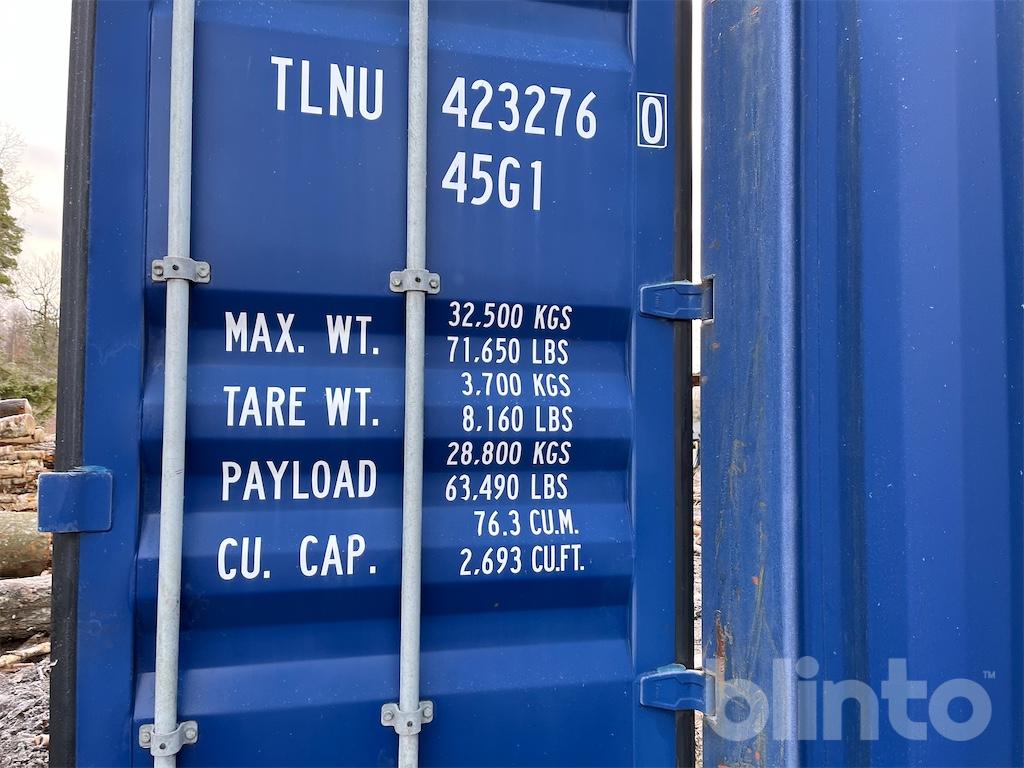 TLNU 423276 0
45G1
MAX. WT. 32,500 KGS
71,650 LBS
TARE WT. 3,700 KGS
8,160 LBS
PAYLOAD 28,800 KGS
63,490 LBS
CU. CAP. 76.3 CU.M.
2,693 CU.FT.
blinto™